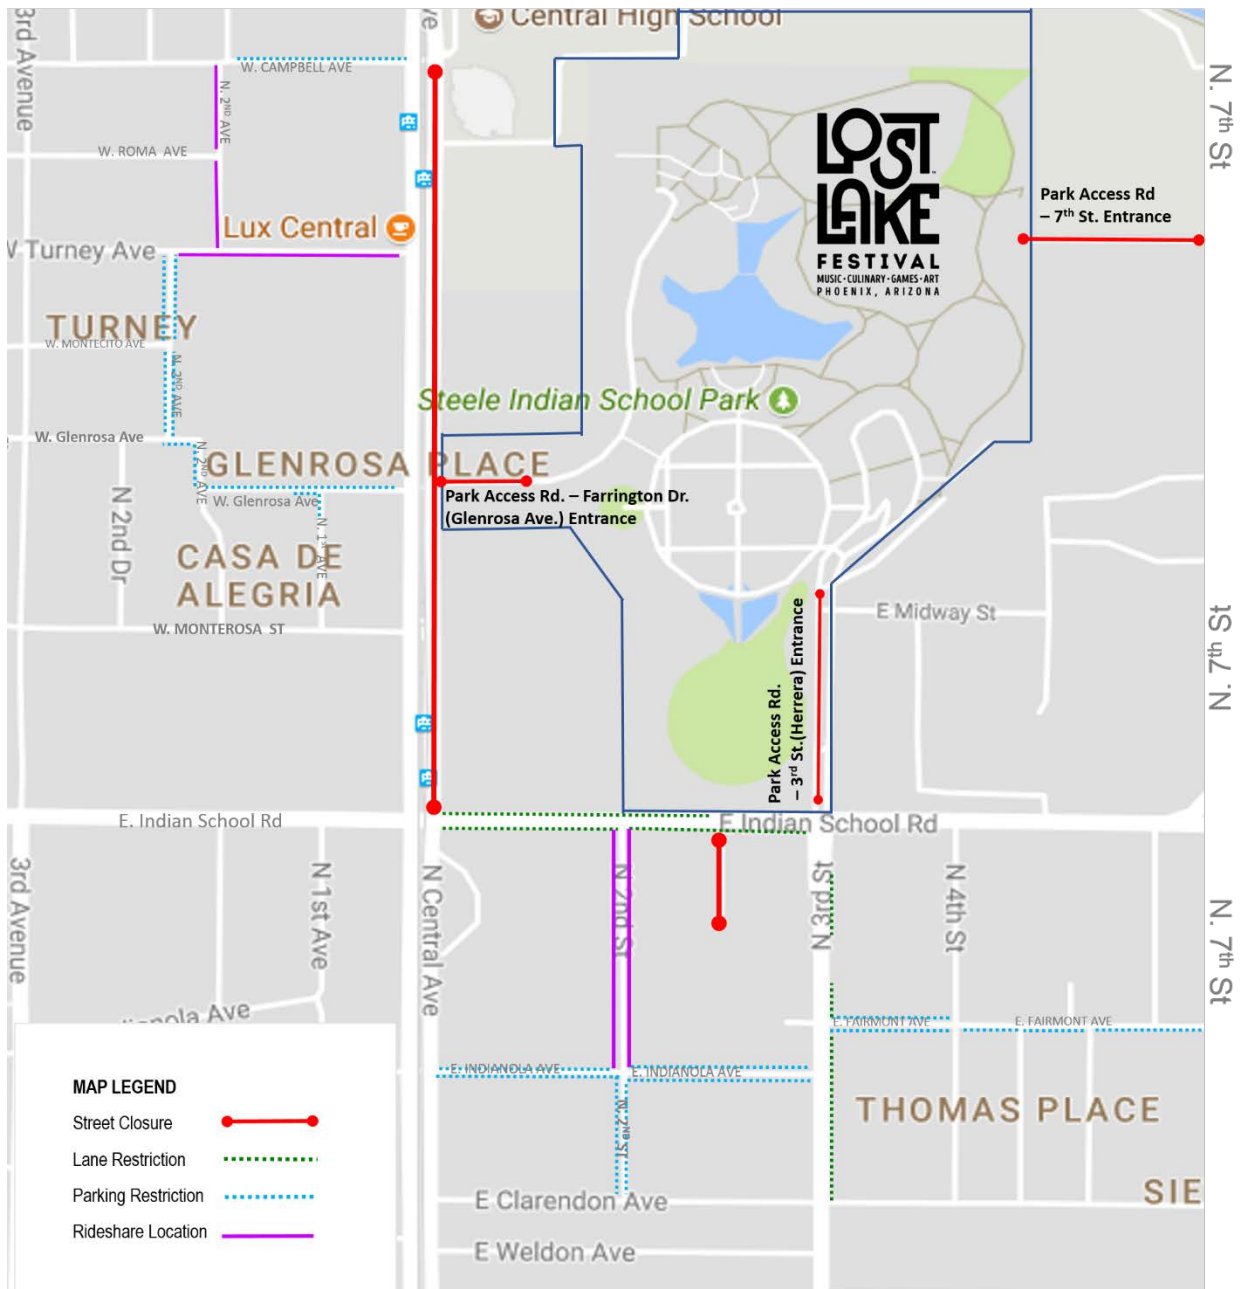 Central High School
3rd Avenue
Ave
W. CAMPBELL AVE
N. 2ND AVE
W. ROMA AVE
N. 7th St
LOST
LAKE
FESTIVAL
MUSIC·CULINARY·GAMES·ART
PHOENIX, ARIZONA
Park Access Rd
– 7th St. Entrance
Lux Central
W Turney Ave
TURNEY
W. MONTECITO AVE
N. 2ND AVE
Steele Indian School Park
W. Glenrosa Ave
N. 2ND AVE
GLENROSA PLACE
W. Glenrosa Ave
N. 1ST AVE
N 2nd Dr
Park Access Rd. – Farrington Dr.
(Glenrosa Ave.) Entrance
CASA DE
ALEGRIA
W. MONTEROSA ST
E Midway St
N. 7th St
Park Access Rd.
– 3rd St.(Herrera) Entrance
E. Indian School Rd
E Indian School Rd
3rd Avenue
N 1st Ave
N Central Ave
N 2nd St
N 3rd St
N 4th St
N. 7th St
dianola Ave
E. FAIRMONT AVE
E. FAIRMONT AVE
E. INDIANOLA AVE
E. INDIANOLA AVE
N. 2ND ST
THOMAS PLACE
SIE
E Clarendon Ave
E Weldon Ave
MAP LEGEND
Street Closure
Lane Restriction
Parking Restriction
Rideshare Location